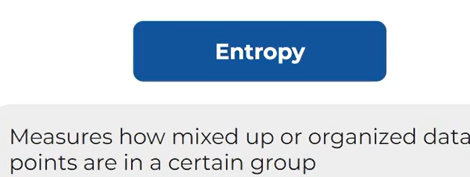 Entropy
Measures how mixed up or organized data
points are in a certain group